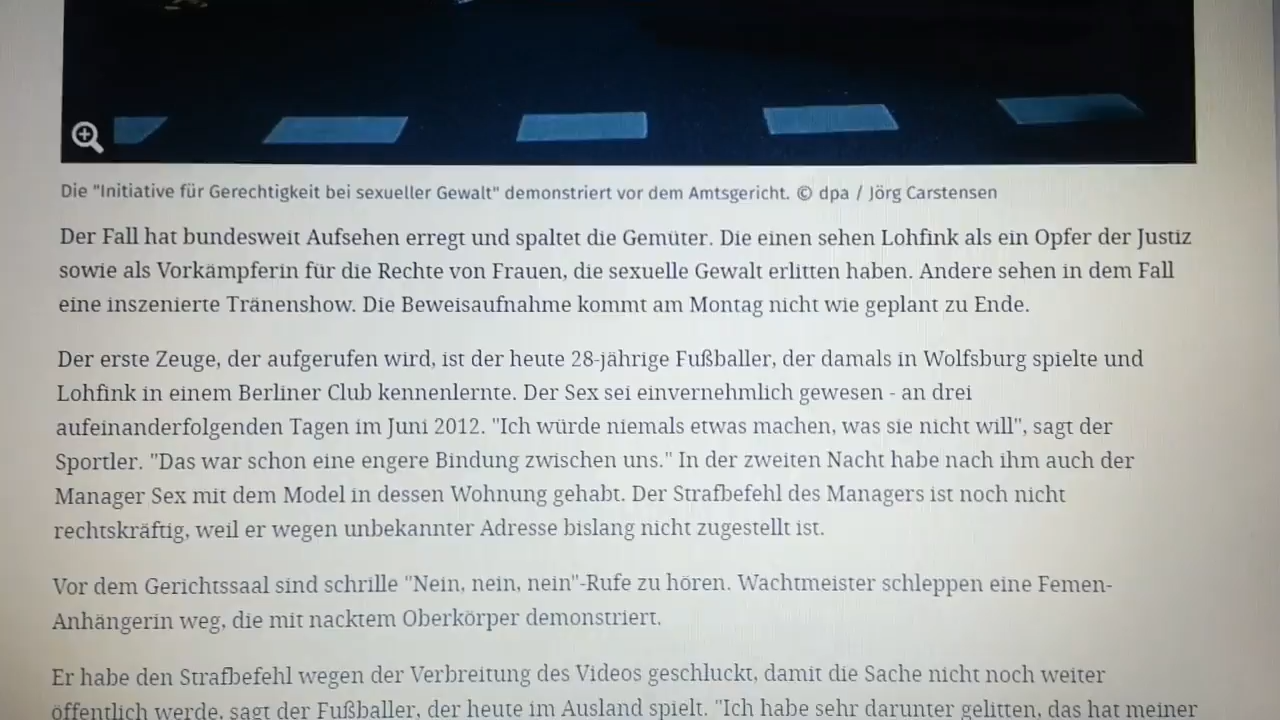 Die "Initiative für Gerechtigkeit bei sexueller Gewalt" demonstriert vor dem Amtsgericht. © dpa / Jörg Carstensen
Der Fall hat bundesweit Aufsehen erregt und spaltet die Gemüter. Die einen sehen Lohfink als ein Opfer der Justiz
sowie als Vorkämpferin für die Rechte von Frauen, die sexuelle Gewalt erlitten haben. Andere sehen in dem Fall
eine inszenierte Tränenshow. Die Beweisaufnahme kommt am Montag nicht wie geplant zu Ende.
Der erste Zeuge, der aufgerufen wird, ist der heute 28-jährige Fußballer, der damals in Wolfsburg spielte und
Lohfink in einem Berliner Club kennenlernte. Der Sex sei einvernehmlich gewesen - an drei
aufeinanderfolgenden Tagen im Juni 2012. "Ich würde niemals etwas machen, was sie nicht will", sagt der
Sportler. "Das war schon eine engere Bindung zwischen uns." In der zweiten Nacht habe nach ihm auch der
Manager Sex mit dem Model in dessen Wohnung gehabt. Der Strafbefehl des Managers ist noch nicht
rechtskräftig, weil er wegen unbekannter Adresse bislang nicht zugestellt ist.
Vor dem Gerichtssaal sind schrille "Nein, nein, nein"-Rufe zu hören. Wachtmeister schleppen eine Femen-
Anhängerin weg, die mit nacktem Oberkörper demonstriert.
Er habe den Strafbefehl wegen der Verbreitung des Videos geschluckt, damit die Sache nicht noch weiter
öffentlich werde, sagt der Fußballer, der heute im Ausland spielt. "Ich habe sehr darunter gelitten, das hat meiner